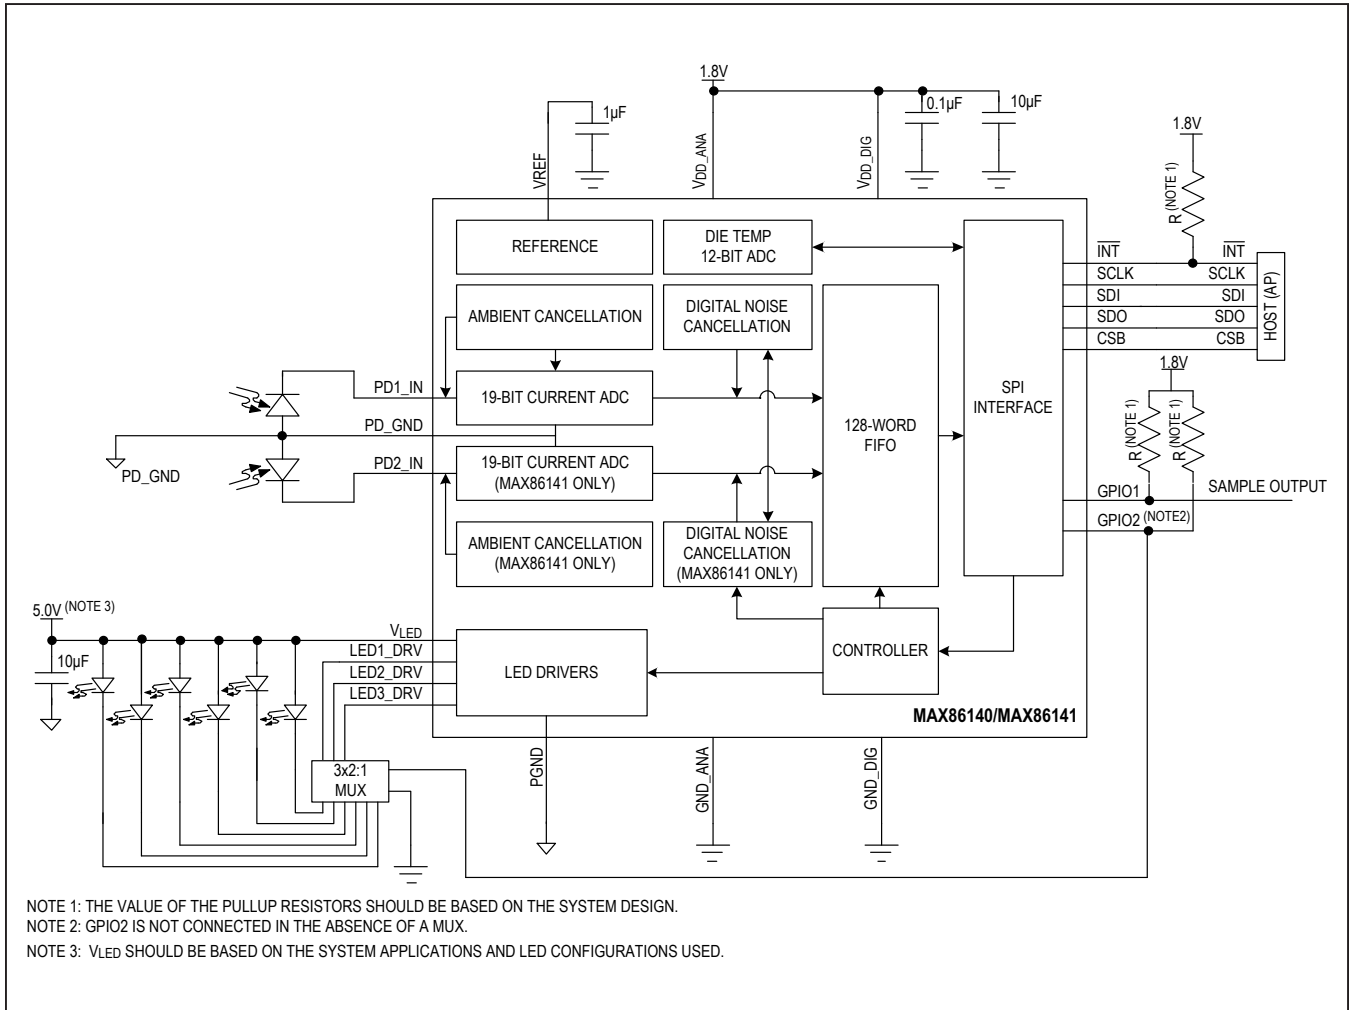 1.8V
1µF
0.1µF
10µF
VREF
VDD_ANA
VDD_DIG
1.8V
R (NOTE 1)
REFERENCE
DIE TEMP
12-BIT ADC
INT
INT
SCLK
SCLK
SDI
SDI
SDO
SDO
CSB
CSB
HOST (AP)
AMBIENT CANCELLATION
DIGITAL NOISE
CANCELLATION
1.8V
PD1_IN
19-BIT CURRENT ADC
SPI
INTERFACE
128-WORD
FIFO
R (NOTE 1)
R (NOTE 1)
PD_GND
PD_GND
PD2_IN
19-BIT CURRENT ADC
(MAX86141 ONLY)
GPIO1
SAMPLE OUTPUT
GPIO2 (NOTE2)
AMBIENT CANCELLATION
(MAX86141 ONLY)
DIGITAL NOISE
CANCELLATION
(MAX86141 ONLY)
5.0V (NOTE 3)
10µF
VLED
LED1_DRV
LED2_DRV
LED3_DRV
LED DRIVERS
CONTROLLER
MAX86140/MAX86141
3x2:1
MUX
PGND
GND_ANA
GND_DIG
NOTE 1: THE VALUE OF THE PULLUP RESISTORS SHOULD BE BASED ON THE SYSTEM DESIGN.
NOTE 2: GPIO2 IS NOT CONNECTED IN THE ABSENCE OF A MUX.
NOTE 3: VLED SHOULD BE BASED ON THE SYSTEM APPLICATIONS AND LED CONFIGURATIONS USED.